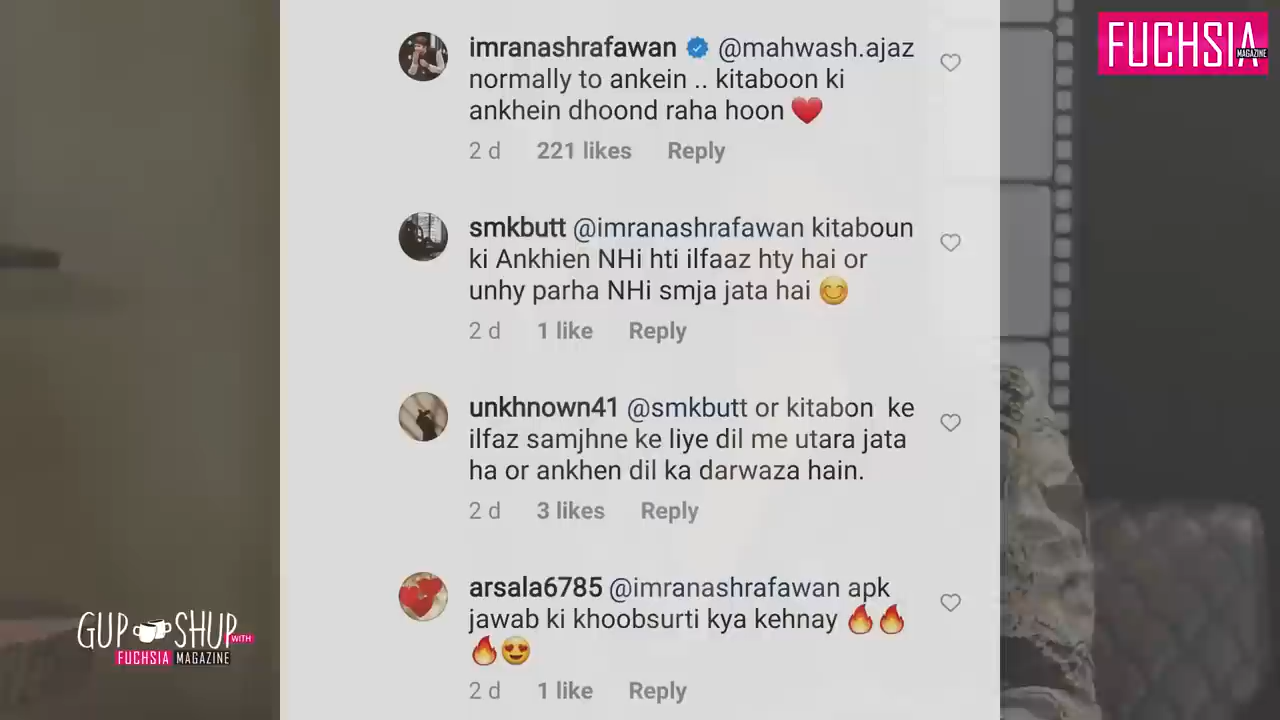 FUCHSIA
MAGAZINE
imranashrafawan @mahwash.ajaz
normally to ankein .. kitaboon ki
ankhein dhoond raha hoon ❤️
2 d 221 likes Reply
smkbutt @imranashrafawan kitaboun
ki Ankhien NHi hti ilfaaz hty hai or
unhy parha NHi smja jata hai 😊
2 d 1 like Reply
unkhnown41 @smkbutt or kitabon ke
ilfaz samjhne ke liye dil me utara jata
ha or ankhen dil ka darwaza hain.
2 d 3 likes Reply
arsala6785 @imranashrafawan apk
jawab ki khoobsurti kya kehnay 🔥🔥
🔥😍
2 d 1 like Reply
GUP SHUP WITH
FUCHSIA MAGAZINE